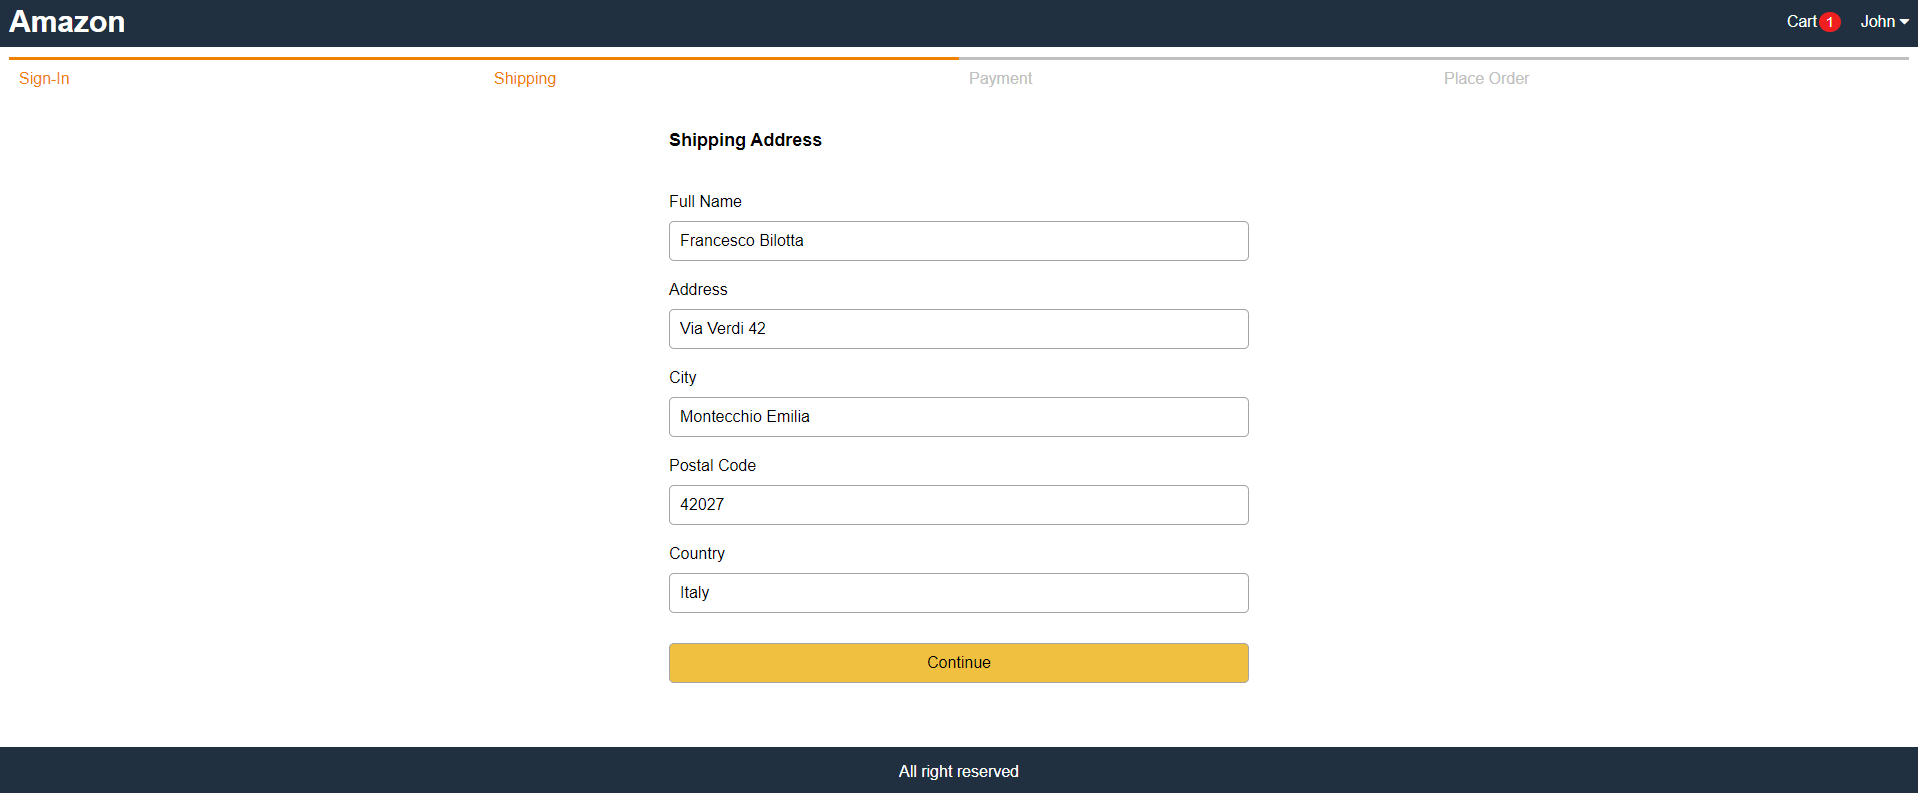 Amazon
Cart 1 John
Sign-In Shipping Payment Place Order
Shipping Address
Full Name
Francesco Bilotta
Address
Via Verdi 42
City
Montecchio Emilia
Postal Code
42027
Country
Italy
Continue
All right reserved